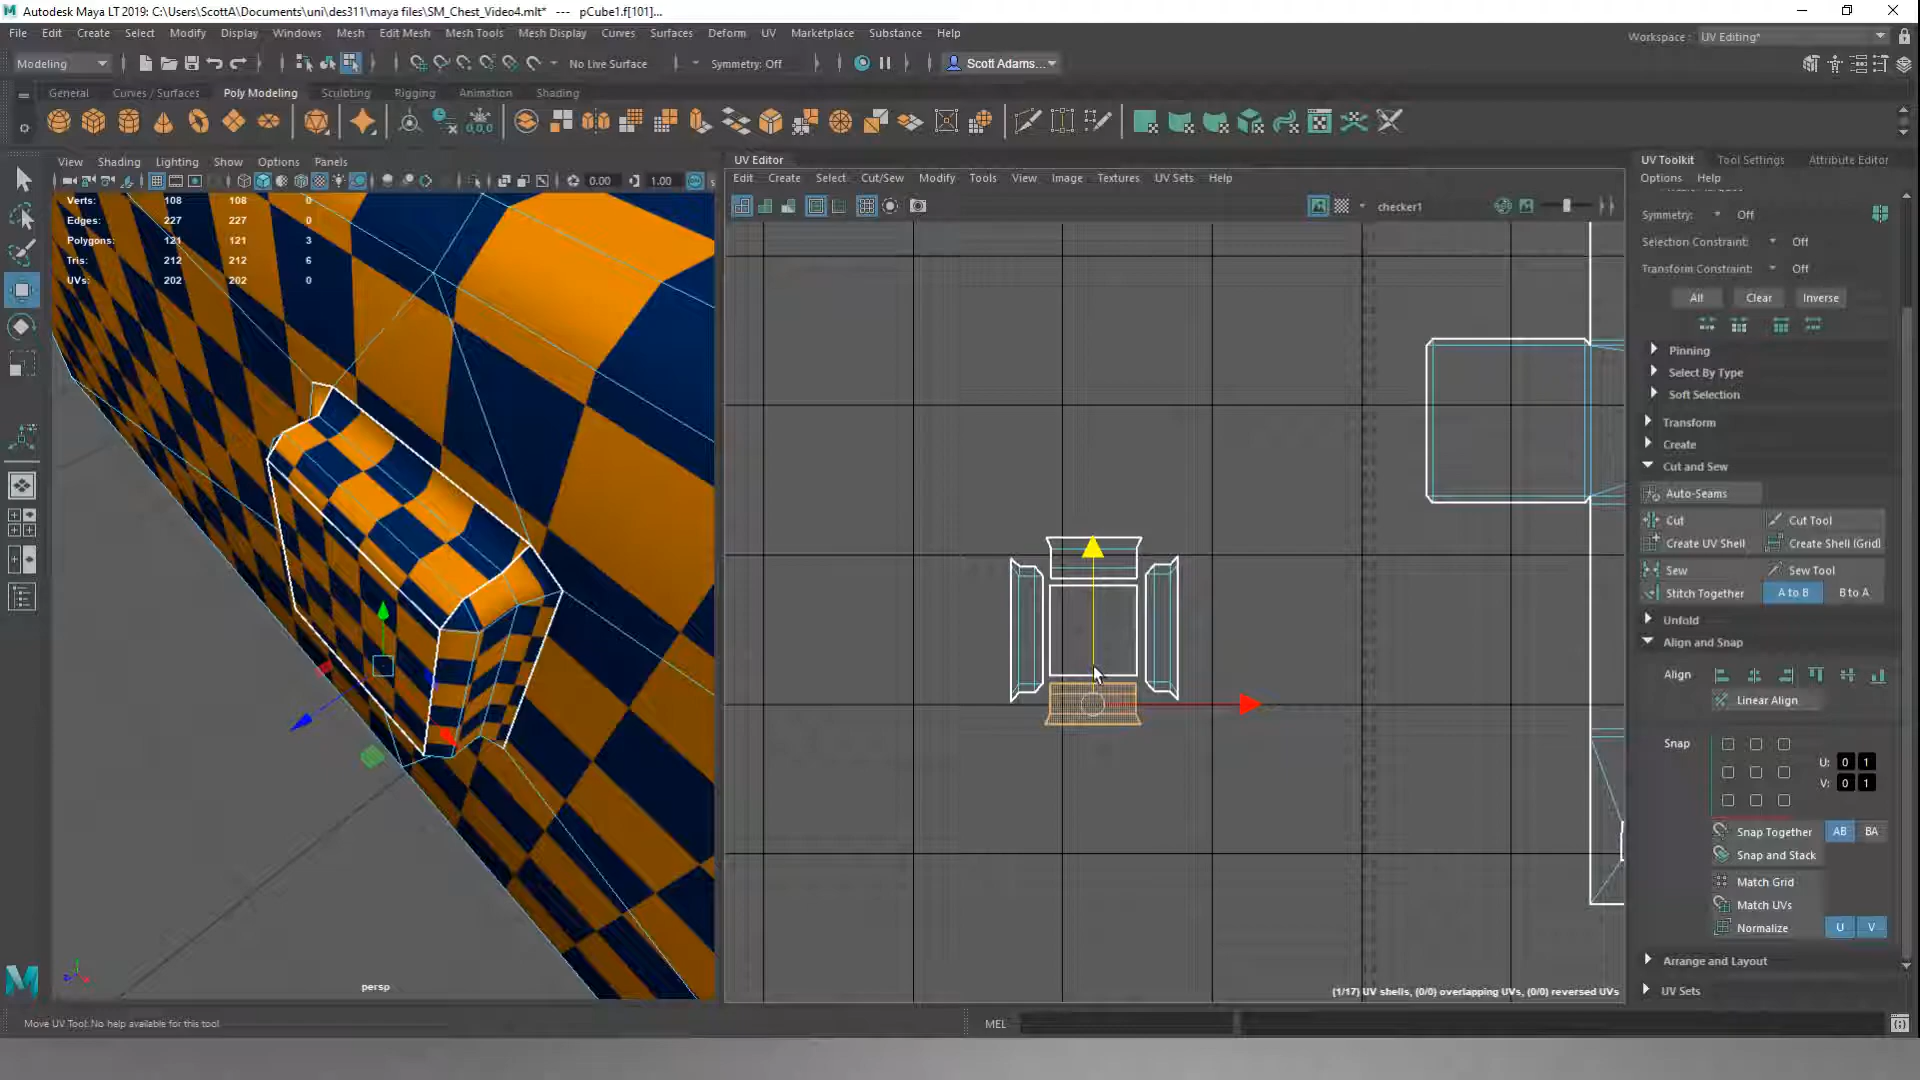 Autodesk Maya LT 2019: C:\Users\ScottA\Documents\uni\des311\maya files\SM_Chest_Video4.mlt* --- pCube1.f[101]...
File Edit Create Select Modify Display Windows Mesh Edit Mesh Mesh Tools Mesh Display Curves Surfaces Deform UV Marketplace Substance Help
Workspace: UV Editing*
Modeling No Live Surface Symmetry: Off Scott Adams...
General Curves / Surfaces Poly Modeling Sculpting Rigging Animation Shading
0,0,0
View Shading Lighting Show Options Panels
0.00 1.00
Verts: 108 108 0
Edges: 227 227 0
Polygons: 121 121 3
Tris: 212 212 6
UVs: 202 202 0
persp
UV Editor
Edit Create Select Cut/Sew Modify Tools View Image Textures UV Sets Help
checker1
(1/17) UV shells, (0/0) overlapping UVs, (0/0) reversed UVs
UV Toolkit Tool Settings Attribute Editor
Options Help
Symmetry: Off
Selection Constraint: Off
Transform Constraint: Off
All Clear Inverse
Pinning
Select By Type
Soft Selection
Transform
Create
Cut and Sew
Auto-Seams
Cut Cut Tool
Create UV Shell Create Shell (Grid)
Sew Sew Tool
Stitch Together A to B B to A
Unfold
Align and Snap
Align
Linear Align
Snap
U: 0 1
V: 0 1
Snap Together AB BA
Snap and Stack
Match Grid
Match UVs
Normalize U V
Arrange and Layout
UV Sets
Move UV Tool: No help available for this tool
MEL